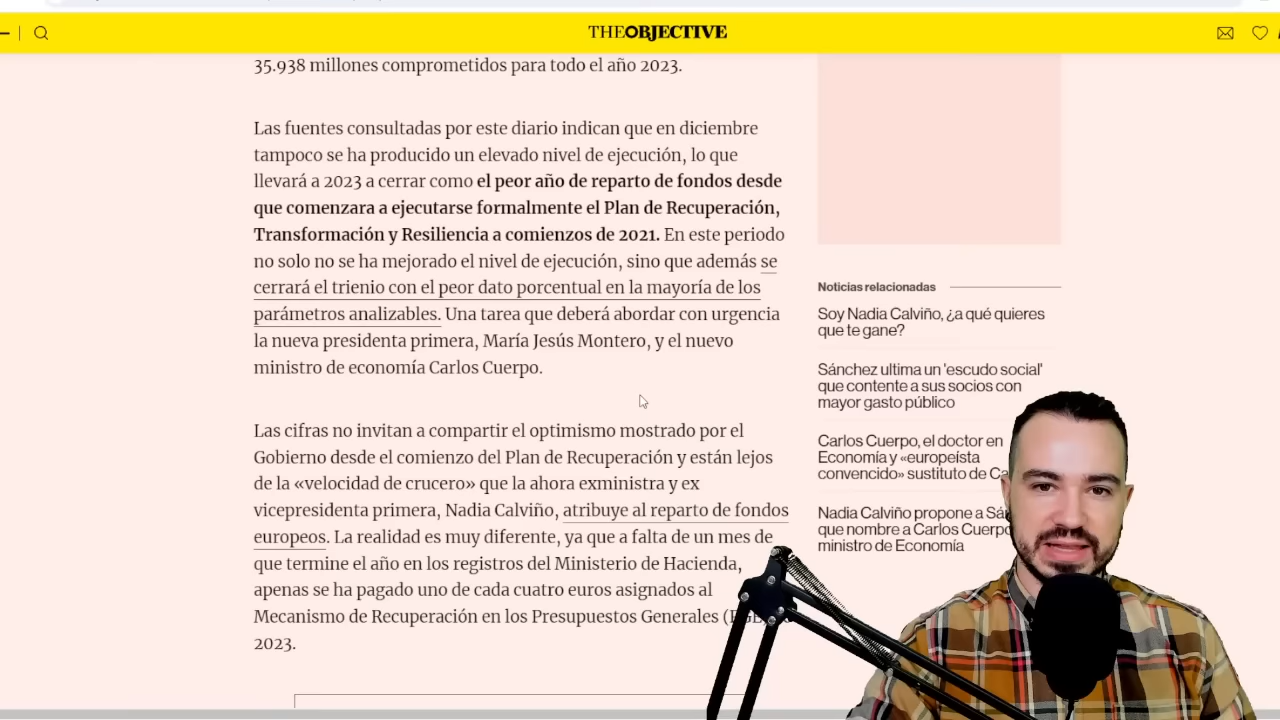 THEOBJECTIVE
35.938 millones comprometidos para todo el año 2023.
Las fuentes consultadas por este diario indican que en diciembre
tampoco se ha producido un elevado nivel de ejecución, lo que
llevará a 2023 a cerrar como el peor año de reparto de fondos desde
que comenzara a ejecutarse formalmente el Plan de Recuperación,
Transformación y Resiliencia a comienzos de 2021. En este periodo
no solo no se ha mejorado el nivel de ejecución, sino que además se
cerrará el trienio con el peor dato porcentual en la mayoría de los
parámetros analizables. Una tarea que deberá abordar con urgencia
la nueva presidenta primera, María Jesús Montero, y el nuevo
ministro de economía Carlos Cuerpo.
Las cifras no invitan a compartir el optimismo mostrado por el
Gobierno desde el comienzo del Plan de Recuperación y están lejos
de la «velocidad de crucero» que la ahora exministra y ex
vicepresidenta primera, Nadia Calviño, atribuye al reparto de fondos
europeos. La realidad es muy diferente, ya que a falta de un mes de
que termine el año en los registros del Ministerio de Hacienda,
apenas se ha pagado uno de cada cuatro euros asignados al
Mecanismo de Recuperación en los Presupuestos Generales
2023.
Noticias relacionadas
Soy Nadia Calviño, ¿a qué quieres
que te gane?
Sánchez ultima un 'escudo social'
que contente a sus socios con
mayor gasto público
Carlos Cuerpo, el doctor en
Economía y «europeísta
convencido» sustituto de
Nadia Calviño propone a
que nombre a Carlos Cuerpo
ministro de Economía